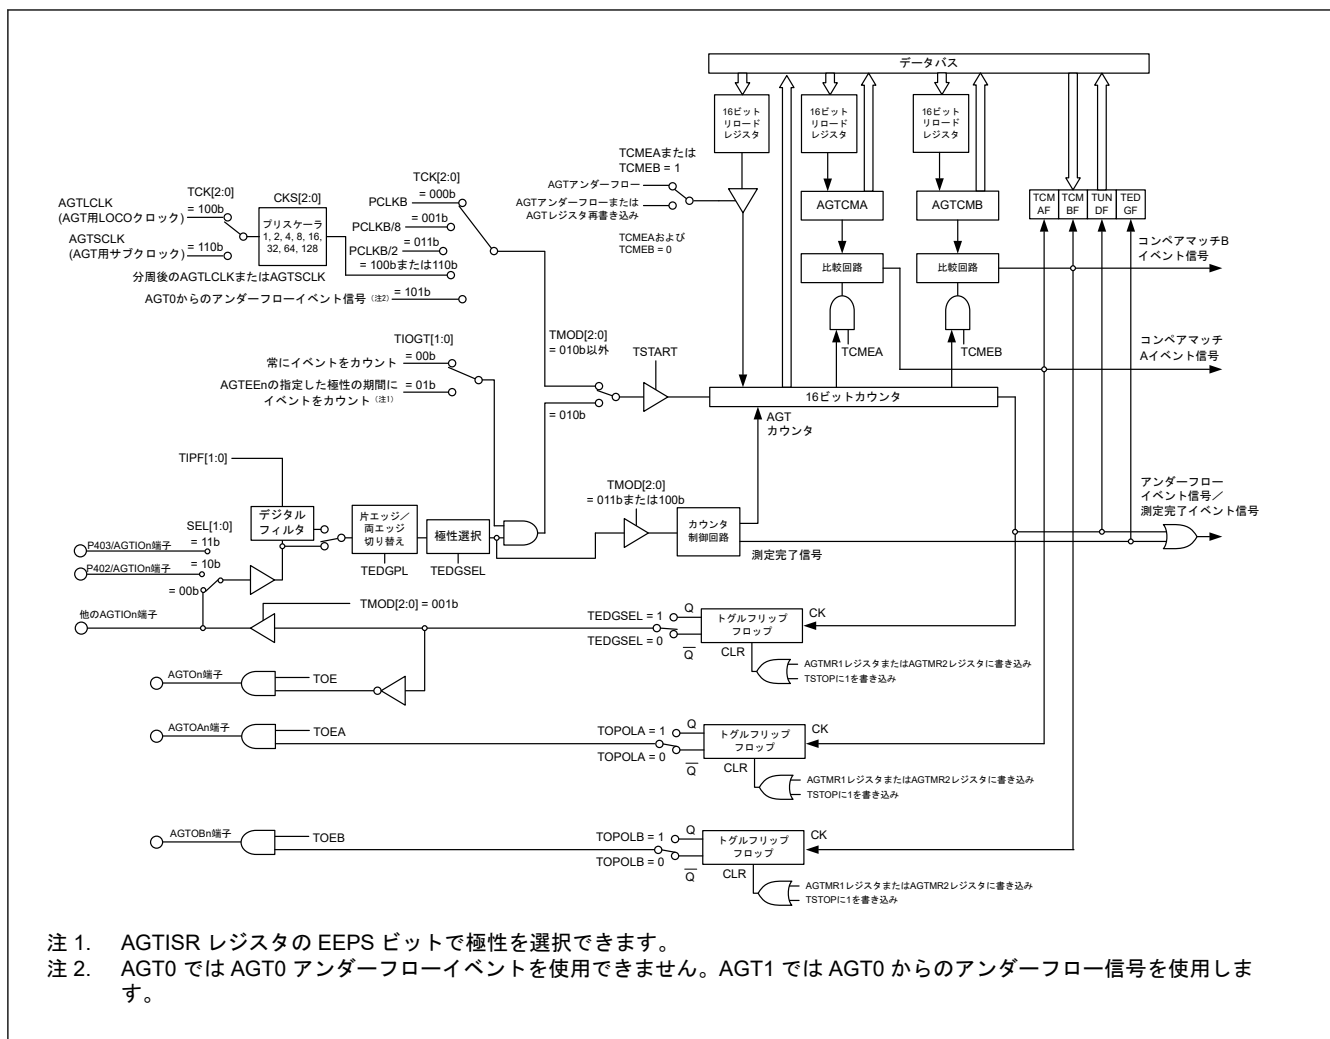 データバス
16ビット
リロード
レジスタ
16ビット
リロード
レジスタ
16ビット
リロード
レジスタ
TCMEAまたは
TCMEB = 1
AGTアンダーフロー
AGTアンダーフローまたは
AGTレジスタ再書き込み
TCMEAおよび
TCMEB = 0
TCK[2:0]
= 000b
PCLKB
= 001b
PCLKB/8
= 011b
PCLKB/2
= 100bまたは110b
分周後のAGTLCLKまたはAGTSCLK
AGT0からのアンダーフローイベント信号 (注2)
= 101b
AGTLCLK
(AGT用LOCOクロック)
TCK[2:0]
= 100b
AGTSCLK
(AGT用サブクロック)
= 110b
CKS[2:0]
プリスケーラ
1, 2, 4, 8, 16,
32, 64, 128
AGTCMA
AGTCMB
TCM
AF
TCM
BF
TUN
DF
TED
GF
比較回路
比較回路
コンペアマッチB
イベント信号
TCMEA
TCMEB
コンペアマッチ
Aイベント信号
TIOGT[1:0]
= 00b
常にイベントをカウント
AGTEEnの指定した極性の期間に
イベントをカウント (注1)
= 01b
TMOD[2:0]
= 010b以外
= 010b
TSTART
16ビットカウンタ
AGT
カウンタ
TIPF[1:0]
デジタル
フィルタ
片エッジ/
両エッジ
切り替え
極性選択
TEDGPL
TEDGSEL
TMOD[2:0]
= 011bまたは100b
カウンタ
制御回路
測定完了信号
アンダーフロー
イベント信号/
測定完了イベント信号
SEL[1:0]
= 11b
P403/AGTIOn端子
= 10b
P402/AGTIOn端子
= 00b
他のAGTIOn端子
TMOD[2:0] = 001b
TEDGSEL = 1
TEDGSEL = 0
Q
Q
トグルフリップ
フロップ
CK
CLR
AGTMR1レジスタまたはAGTMR2レジスタに書き込み
TSTOPに1を書き込み
AGTOn端子
TOE
AGTOAn端子
TOEA
TOPOLA = 1
TOPOLA = 0
Q
Q
トグルフリップ
フロップ
CK
CLR
AGTMR1レジスタまたはAGTMR2レジスタに書き込み
TSTOPに1を書き込み
AGTOBn端子
TOEB
TOPOLB = 1
TOPOLB = 0
Q
Q
トグルフリップ
フロップ
CK
CLR
AGTMR1レジスタまたはAGTMR2レジスタに書き込み
TSTOPに1を書き込み
注 1. AGTISR レジスタの EEPS ビットで極性を選択できます。
注 2. AGT0 では AGT0 アンダーフローイベントを使用できません。AGT1 では AGT0 からのアンダーフロー信号を使用しま
す。